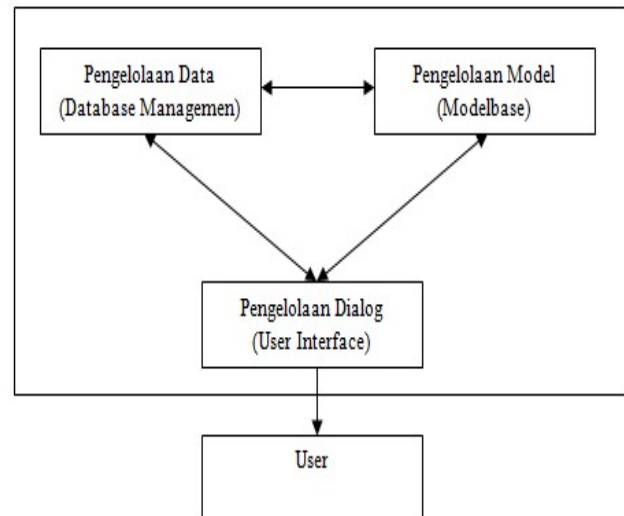 Pengelolaan Data
(Database Managemen)
Pengelolaan Model
(Modelbase)
Pengelolaan Dialog
(User Interface)
User